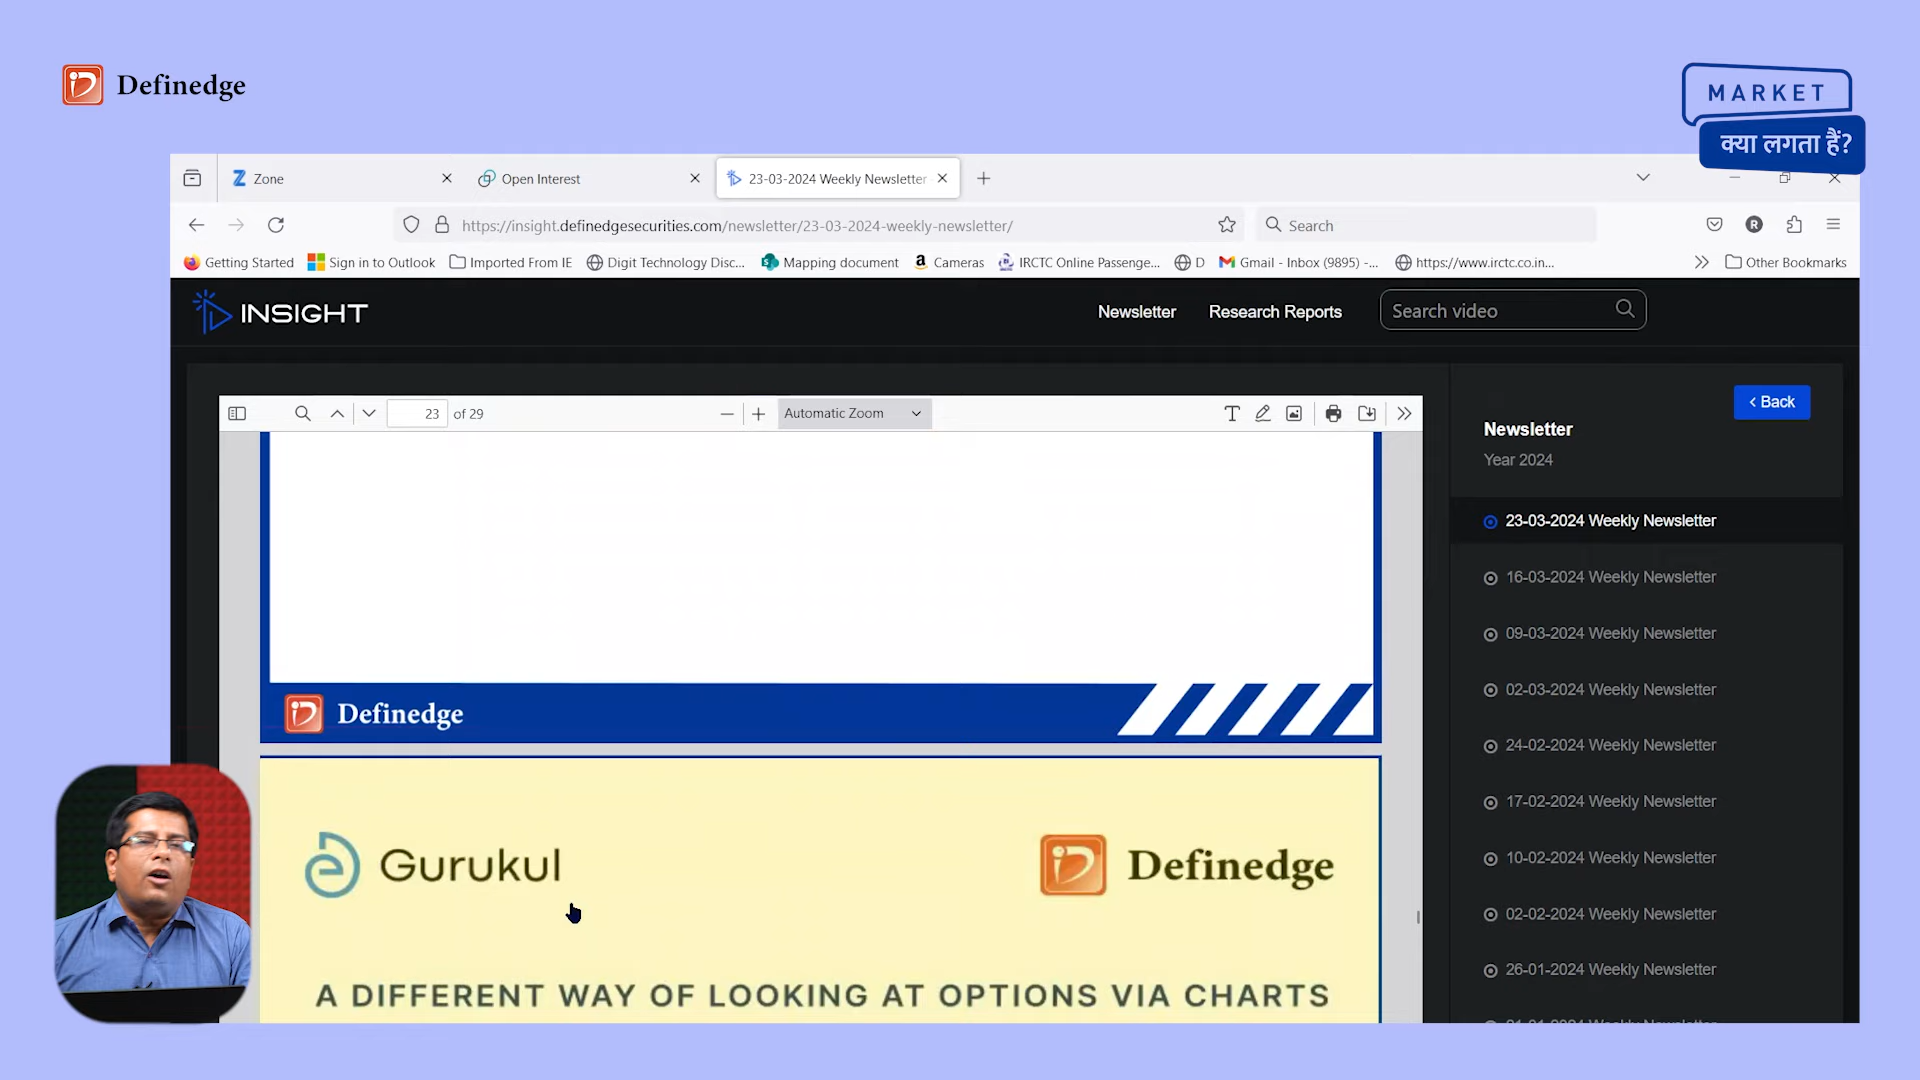 Definedge
MARKET
क्या लगता हैं?
Zone
Open Interest
23-03-2024 Weekly Newsletter
https://insight.definedgesecurities.com/newsletter/23-03-2024-weekly-newsletter/
Search
R
Getting Started
Sign in to Outlook
Imported From IE
Digit Technology Disc...
Mapping document
Cameras
IRCTC Online Passenge...
D
Gmail - Inbox (9895) -...
https://www.irctc.co.in...
Other Bookmarks
INSIGHT
Newsletter
Research Reports
Search video
23 of 29
Automatic Zoom
Back
Newsletter
Year 2024
23-03-2024 Weekly Newsletter
16-03-2024 Weekly Newsletter
09-03-2024 Weekly Newsletter
02-03-2024 Weekly Newsletter
24-02-2024 Weekly Newsletter
17-02-2024 Weekly Newsletter
10-02-2024 Weekly Newsletter
02-02-2024 Weekly Newsletter
26-01-2024 Weekly Newsletter
Definedge
Gurukul
Definedge
A DIFFERENT WAY OF LOOKING AT OPTIONS VIA CHARTS